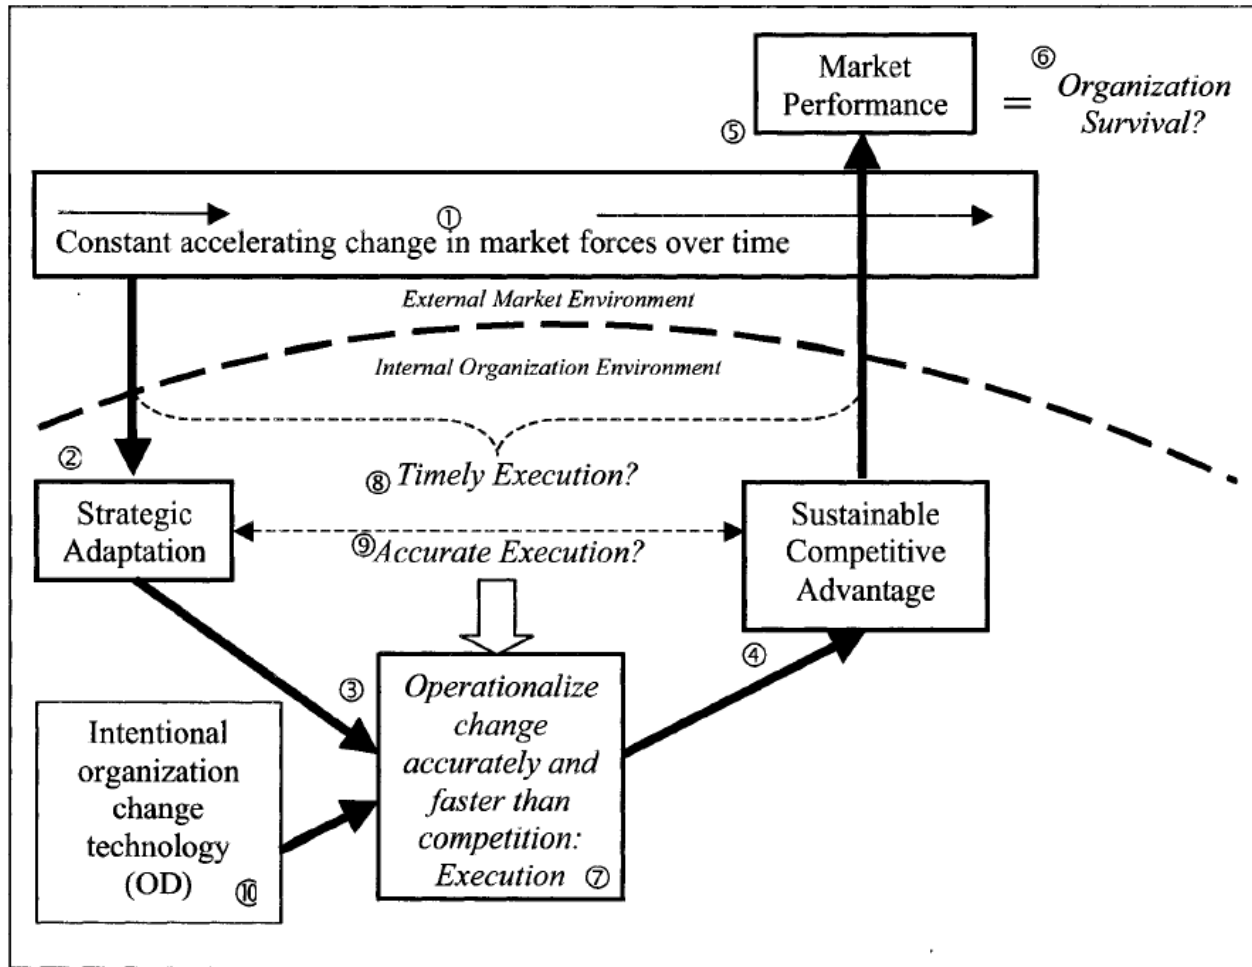 Market
Performance
⑤
⑥
= Organization
Survival?
①
Constant accelerating change in market forces over time
External Market Environment
Internal Organization Environment
②
Strategic
Adaptation
⑧ Timely Execution?
⑨ Accurate Execution?
Sustainable
Competitive
Advantage
③
④
Operationalize
change
accurately and
faster than
competition:
Execution ⑦
Intentional
organization
change
technology
(OD) ⑩